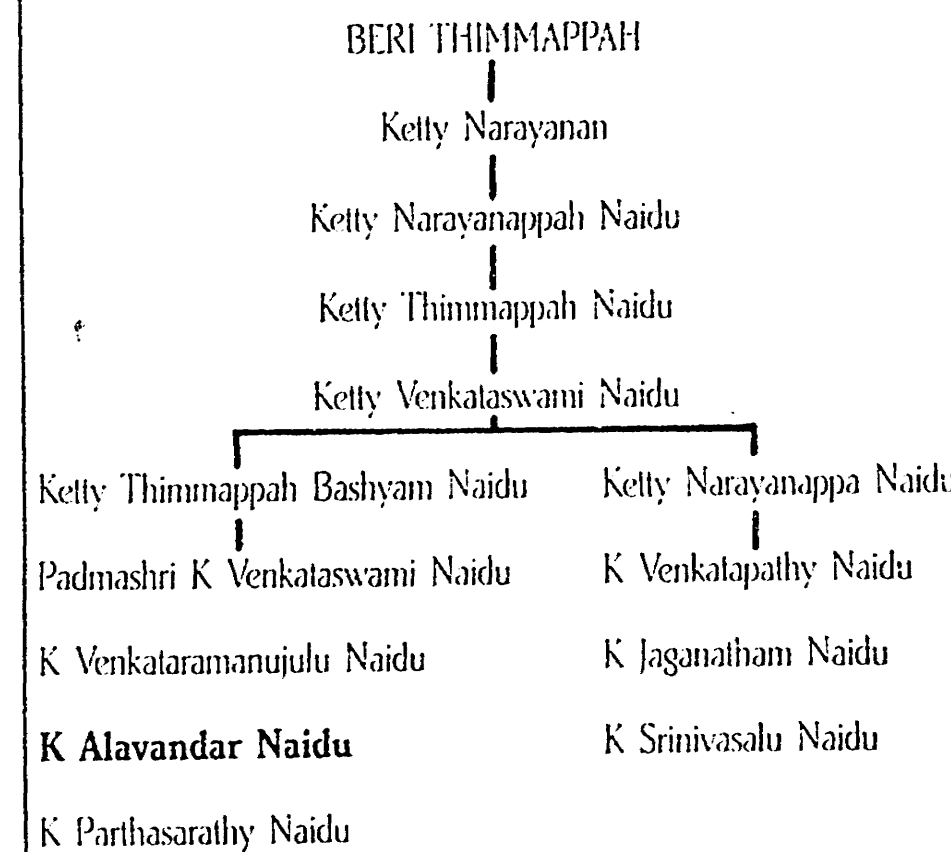 BERI THIMMAPPAH
Ketty Narayanan
Ketty Narayanappah Naidu
Ketty Thimmappah Naidu
Ketty Venkataswami Naidu
Ketty Thimmappah Bashyam Naidu
Ketty Narayanappa Naidu
Padmashri K Venkataswami Naidu
K Venkatapathy Naidu
K Venkataramanujulu Naidu
K Jaganatham Naidu
K Alavandar Naidu
K Srinivasalu Naidu
K Parthasarathy Naidu